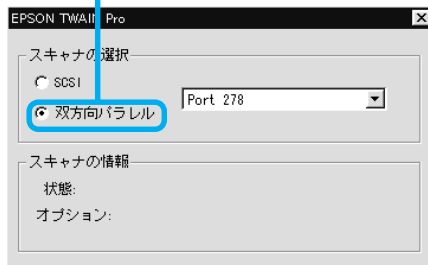 EPSON TWAIN Pro
スキャナの選択
SCSI
双方向パラレル
Port 278
スキャナの情報
状態:
オプション: